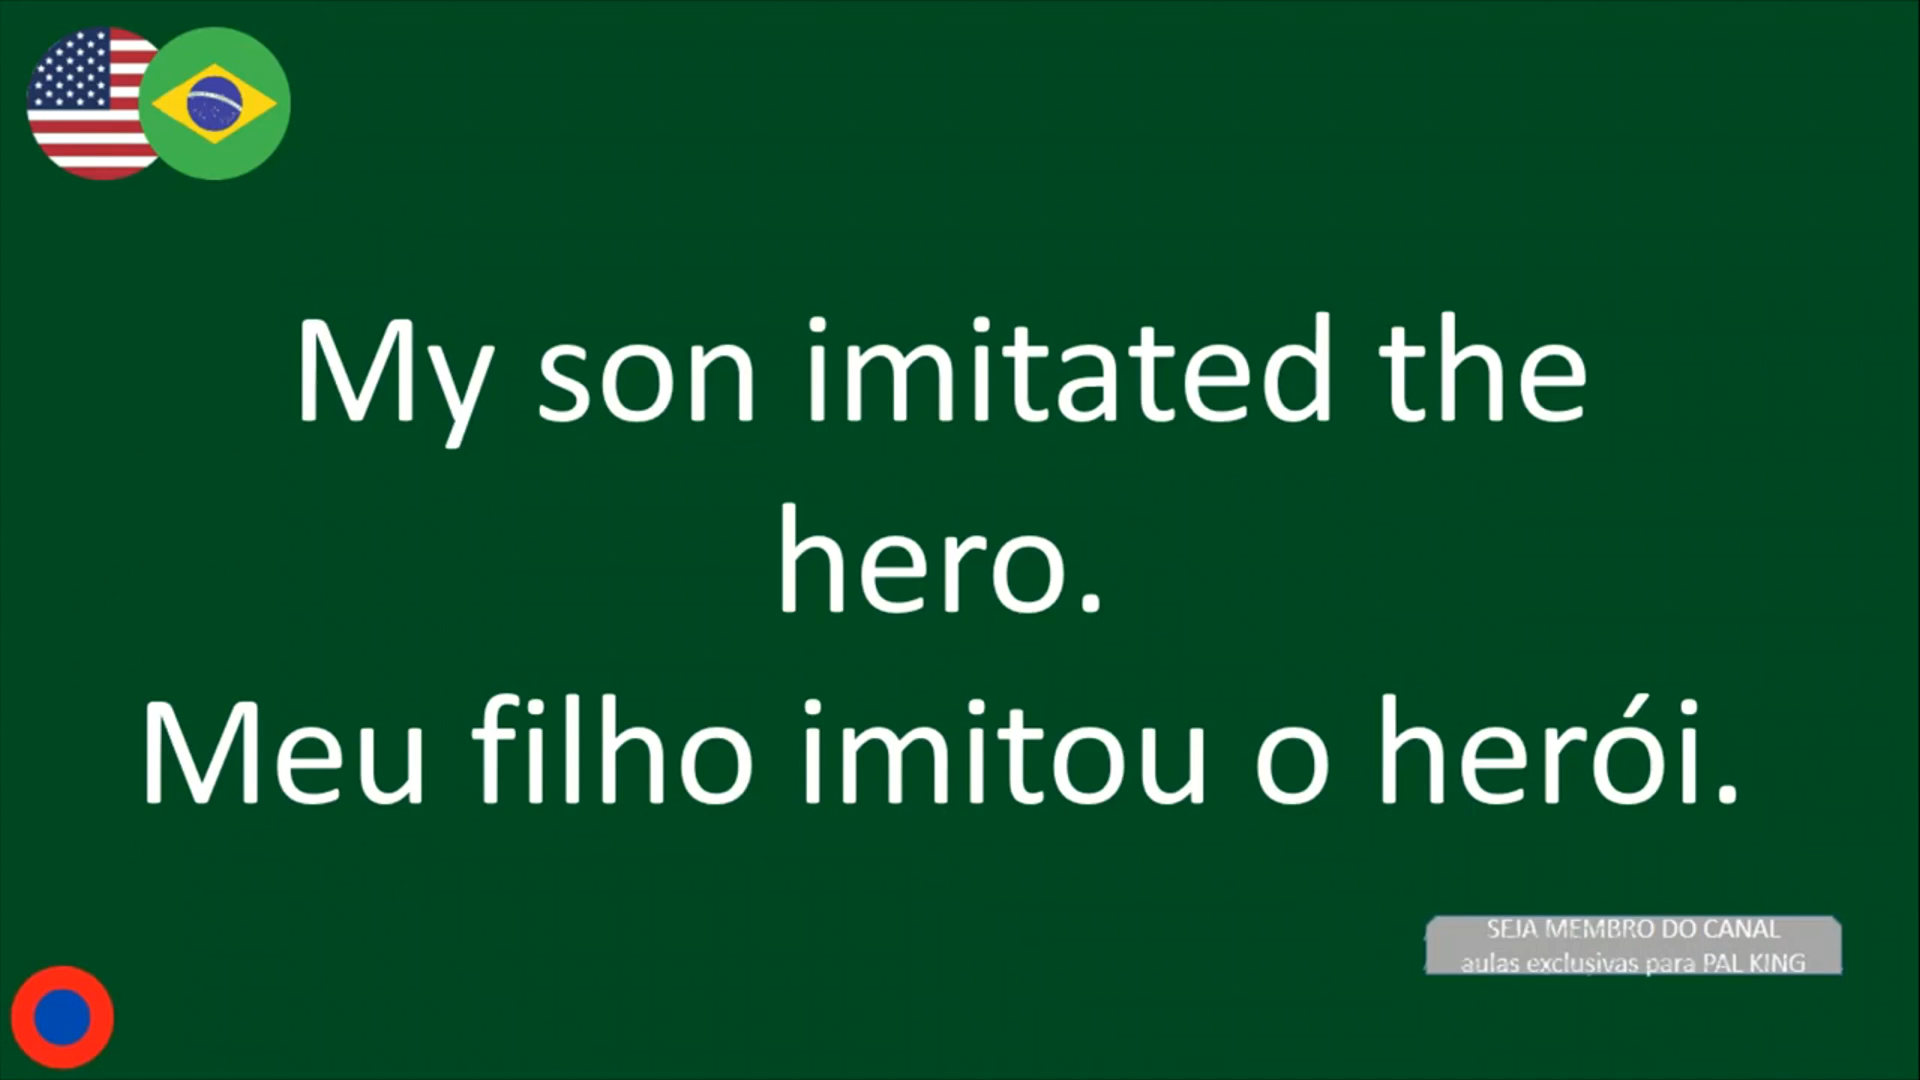 My son imitated the
hero.
Meu filho imitou o herói.
SEJA MEMBRO DO CANAL
aulas exclusivas para PAL KING